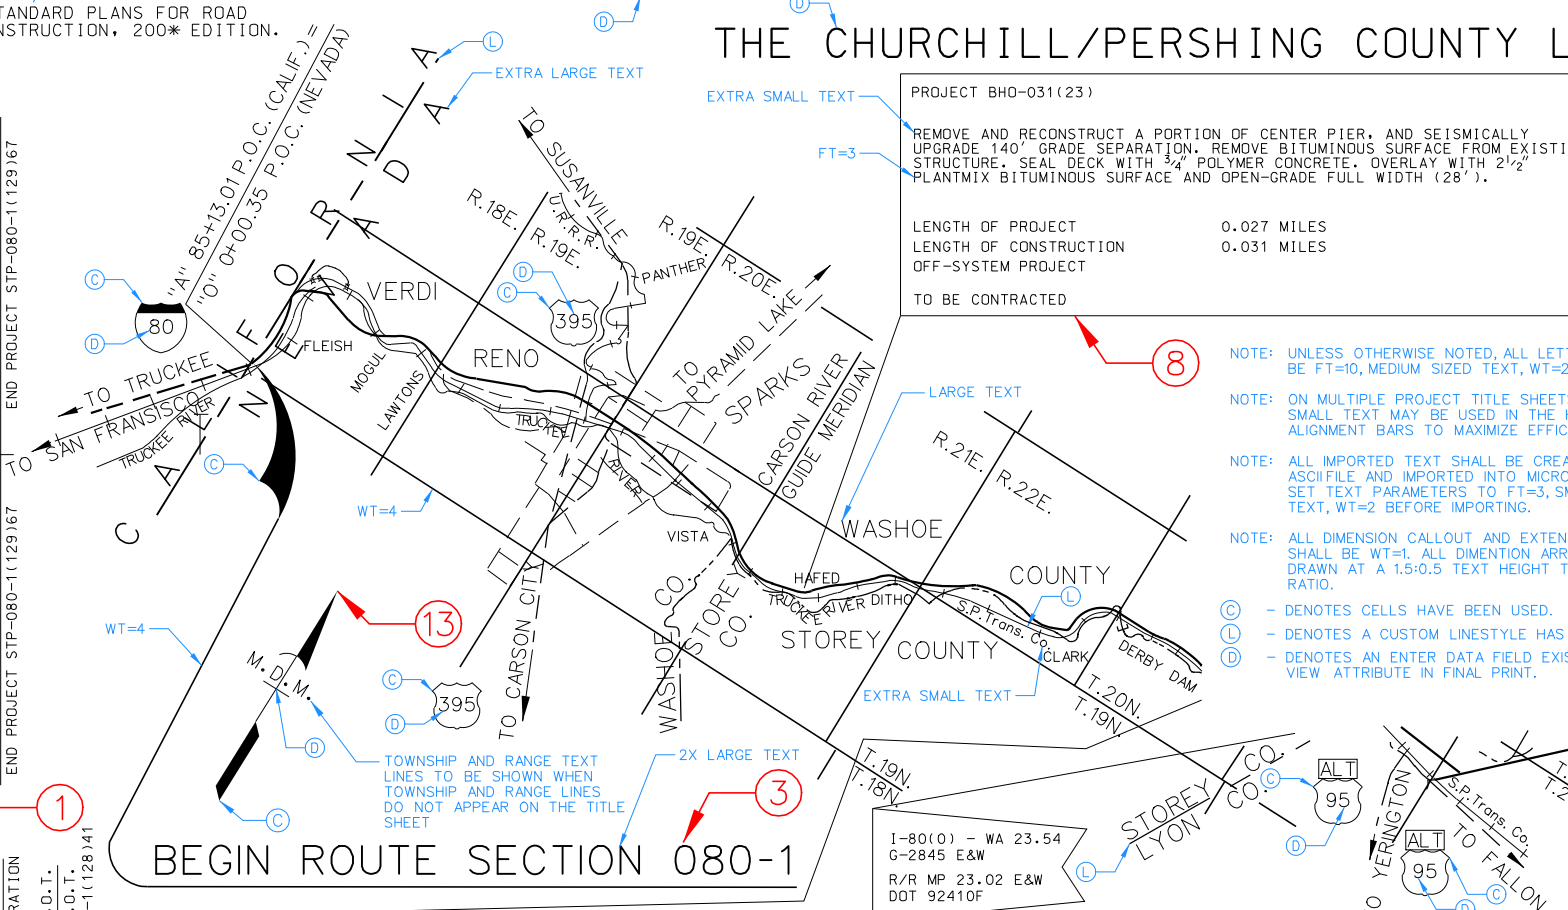 TANDARD PLANS FOR ROAD
NSTRUCTION, 200* EDITION.
THE CHURCHILL/PERSHING COUNTY L
D
D
L
EXTRA LARGE TEXT
"A" 85+13.01 P.O.C. (CALIF.) =
"O" 0+00.35 P.O.C. (NEVADA)
CALIFORNIA
NEVADA
END PROJECT STP-080-1(129)67
END PROJECT STP-080-1(129)67
EXTRA SMALL TEXT
FT=3
PROJECT BHO-031(23)
REMOVE AND RECONSTRUCT A PORTION OF CENTER PIER, AND SEISMICALLY
UPGRADE 140' GRADE SEPARATION. REMOVE BITUMINOUS SURFACE FROM EXISTI
STRUCTURE. SEAL DECK WITH 3/4" POLYMER CONCRETE. OVERLAY WITH 2 1/2"
PLANTMIX BITUMINOUS SURFACE AND OPEN-GRADE FULL WIDTH (28').
LENGTH OF PROJECT 0.027 MILES
LENGTH OF CONSTRUCTION 0.031 MILES
OFF-SYSTEM PROJECT
TO BE CONTRACTED
8
TO SUSANVILLE
U.P.R.R.
PANTHER
R.18E.
R.19E.
R.19E.
R.20E.
C
80
D
D
C
395
VERDI
FLEISH
MOGUL
LAWTONS
RENO
TO TRUCKEE
TO SAN FRANSISCO
TRUCKEE RIVER
TO
PYRAMID LAKE
SPARKS
TRUCKEE
RIVER
CARSON RIVER
GUIDE MERIDIAN
LARGE TEXT
R.21E.
R.22E.
C
WT=4
VISTA
WASHOE
COUNTY
HAFED
TRUCKEE RIVER
DITHO
S.P.Trans. Co.
L
CLARK
DERBY DAM
STOREY
COUNTY
WASHOE CO.
STOREY
CO.
WASHOE
TO CARSON CITY
EXTRA SMALL TEXT
T.20N.
T.19N
T.19N.
T.18N.
NOTE: UNLESS OTHERWISE NOTED, ALL LETT
BE FT=10, MEDIUM SIZED TEXT, WT=2
NOTE: ON MULTIPLE PROJECT TITLE SHEET
SMALL TEXT MAY BE USED IN THE
ALIGNMENT BARS TO MAXIMIZE EFFIC
NOTE: ALL IMPORTED TEXT SHALL BE CREA
ASCII FILE AND IMPORTED INTO MICRO
SET TEXT PARAMETERS TO FT=3, SM
TEXT, WT=2 BEFORE IMPORTING.
NOTE: ALL DIMENSION CALLOUT AND EXTEN
SHALL BE WT=1. ALL DIMENTION ARR
DRAWN AT A 1.5:0.5 TEXT HEIGHT T
RATIO.
C - DENOTES CELLS HAVE BEEN USED.
L - DENOTES A CUSTOM LINESTYLE HAS
D - DENOTES AN ENTER DATA FIELD EXIS
VIEW ATTRIBUTE IN FINAL PRINT.
WT=4
13
M.D.M.
D
C
C
D
395
TOWNSHIP AND RANGE TEXT
LINES TO BE SHOWN WHEN
TOWNSHIP AND RANGE LINES
DO NOT APPEAR ON THE TITLE
SHEET
2X LARGE TEXT
3
1
BEGIN ROUTE SECTION 080-1
I-80(O) - WA 23.54
G-2845 E&W
R/R MP 23.02 E&W
DOT 92410F
L
STOREY CO.
LYON CO.
C
ALT
95
D
ALT
95
C
D
YERINGTON
S.P.Trans. Co.
TO FALLON
T.2
RATION
.O.T.
.O.T.
-1(128)41